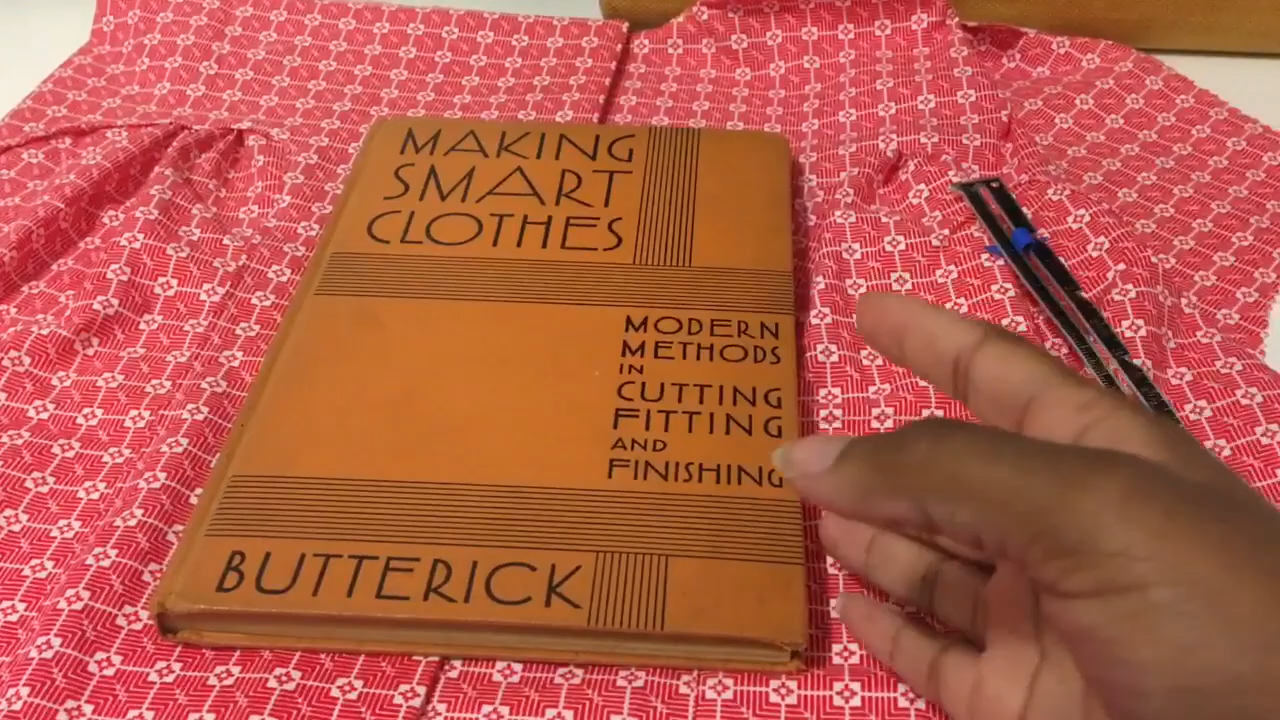 MAKING
SMART
CLOTHES
MODERN
METHODS
IN
CUTTING
FITTING
AND
FINISHING
BUTTERICK